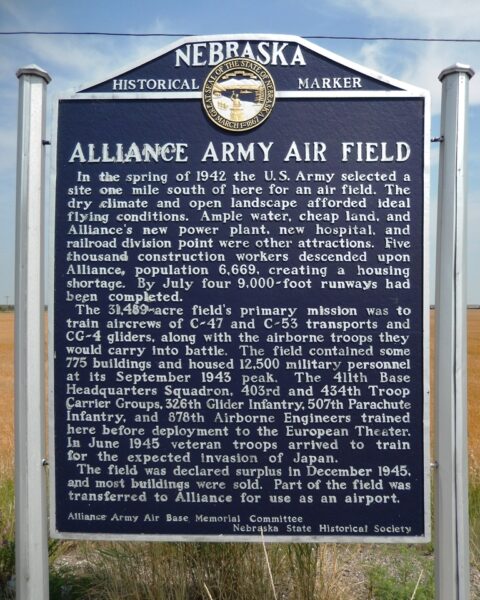 NEBRASKA
HISTORICAL MARKER
GREAT SEAL OF THE STATE OF NEBRASKA
MARCH 1ST 1867
ALLIANCE ARMY AIR FIELD
In the spring of 1942 the U.S. Army selected a
site one mile south of here for an air field. The
dry climate and open landscape afforded ideal
flying conditions. Ample water, cheap land, and
Alliance's new power plant, new hospital, and
railroad division point were other attractions. Five
thousand construction workers descended upon
Alliance, population 6,669, creating a housing
shortage. By July four 9,000-foot runways had
been completed.
The 31,489-acre field's primary mission was to
train aircrews of C-47 and C-53 transports and
CG-4 gliders, along with the airborne troops they
would carry into battle. The field contained some
775 buildings and housed 12,500 military personnel
at its September 1943 peak. The 411th Base
Headquarters Squadron, 403rd and 434th Troop
Carrier Groups, 326th Glider Infantry, 507th Parachute
Infantry, and 878th Airborne Engineers trained
here before deployment to the European Theater.
In June 1945 veteran troops arrived to train
for the expected invasion of Japan.
The field was declared surplus in December 1945,
and most buildings were sold. Part of the field was
transferred to Alliance for use as an airport.
Alliance Army Air Base Memorial Committee
Nebraska State Historical Society